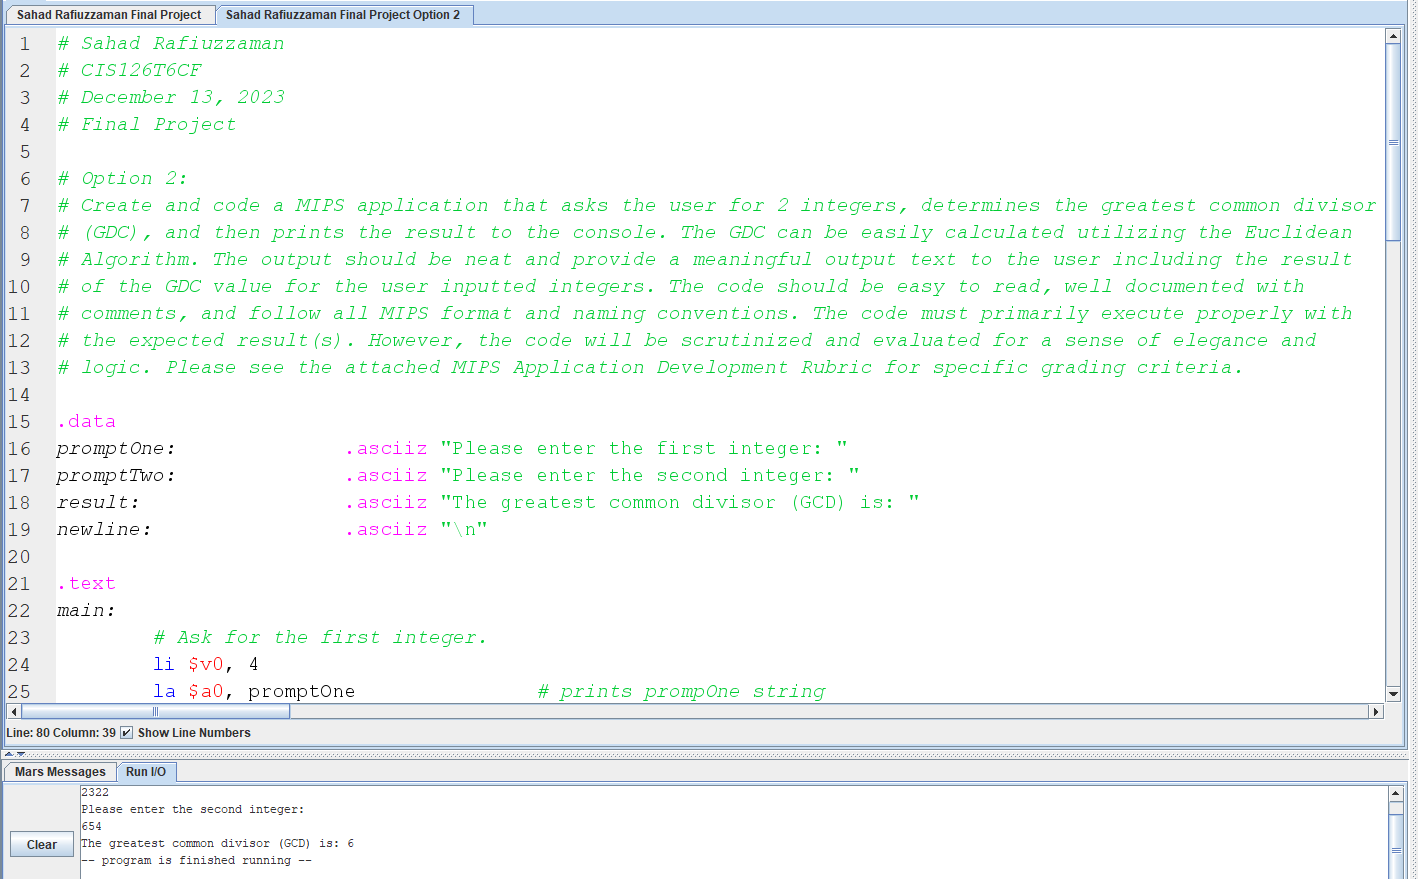 Sahad Rafiuzzaman Final Project Sahad Rafiuzzaman Final Project Option 2
1 # Sahad Rafiuzzaman
2 # CIS126T6CF
3 # December 13, 2023
4 # Final Project
5
6 # Option 2:
7 # Create and code a MIPS application that asks the user for 2 integers, determines the greatest common divisor
8 # (GDC), and then prints the result to the console. The GDC can be easily calculated utilizing the Euclidean
9 # Algorithm. The output should be neat and provide a meaningful output text to the user including the result
10 # of the GDC value for the user inputted integers. The code should be easy to read, well documented with
11 # comments, and follow all MIPS format and naming conventions. The code must primarily execute properly with
12 # the expected result(s). However, the code will be scrutinized and evaluated for a sense of elegance and
13 # logic. Please see the attached MIPS Application Development Rubric for specific grading criteria.
14
15 .data
16 promptOne: .asciiz "Please enter the first integer: "
17 promptTwo: .asciiz "Please enter the second integer: "
18 result: .asciiz "The greatest common divisor (GCD) is: "
19 newline: .asciiz "\n"
20
21 .text
22 main:
23 # Ask for the first integer.
24 li $v0, 4
25 la $a0, promptOne # prints prompOne string
Line: 80 Column: 39 Show Line Numbers
Mars Messages Run I/O
2322
Please enter the second integer:
654
The greatest common divisor (GCD) is: 6
-- program is finished running --
Clear